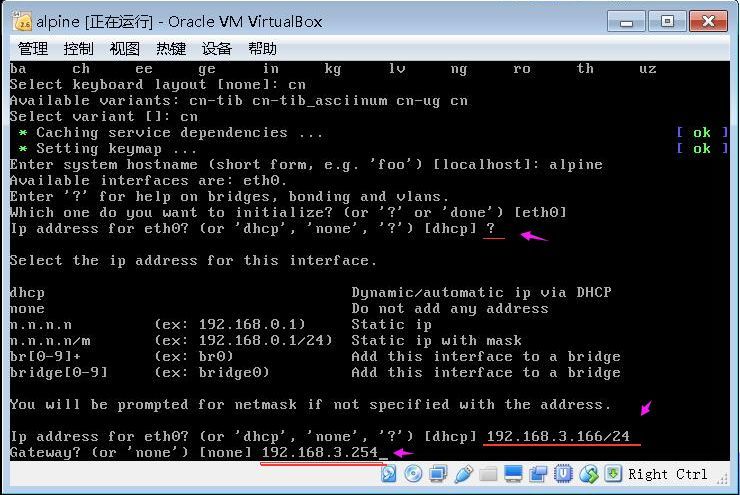 alpine [正在运行] - Oracle VM VirtualBox
管理 控制 视图 热键 设备 帮助
ba ch ee ge in kg lv ng ro th uz
Select keyboard layout [none]: cn
Available variants: cn-tib cn-tib_asciinum cn-ug cn
Select variant []: cn
* Caching service dependencies ... [ ok ]
* Setting keymap ... [ ok ]
Enter system hostname (short form, e.g. 'foo') [localhost]: alpine
Available interfaces are: eth0.
Enter '?' for help on bridges, bonding and vlans.
Which one do you want to initialize? (or '?' or 'done') [eth0]
Ip address for eth0? (or 'dhcp', 'none', '?') [dhcp] ?
Select the ip address for this interface.
dhcp Dynamic/automatic ip via DHCP
none Do not add any address
n.n.n.n (ex: 192.168.0.1) Static ip
n.n.n.n/m (ex: 192.168.0.1/24) Static ip with mask
br[0-9]+ (ex: br0) Add this interface to a bridge
bridge[0-9] (ex: bridge0) Add this interface to a bridge
You will be prompted for netmask if not specified with the address.
Ip address for eth0? (or 'dhcp', 'none', '?') [dhcp] 192.168.3.166/24
Gateway? (or 'none') [none] 192.168.3.254_
Right Ctrl